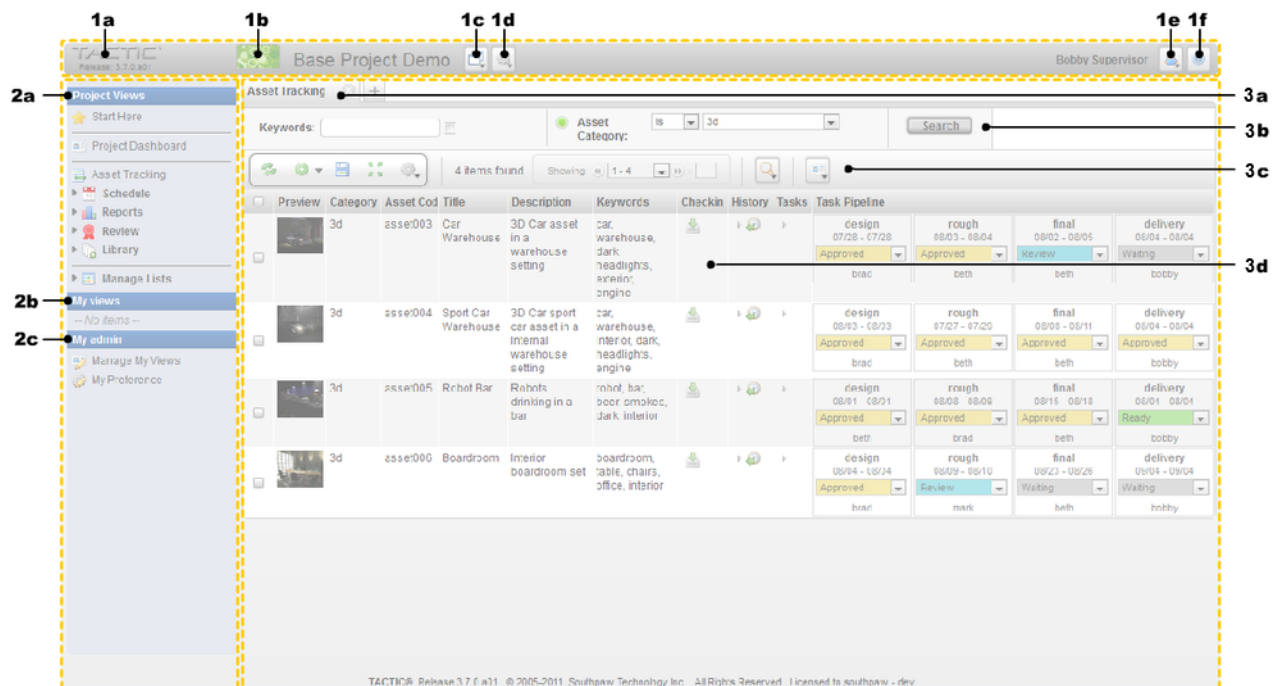 1a 1b 1c 1d 1e 1f
TACTIC
Release: 3.7.0.a01
Base Project Demo
Bobby Supervisor
2a
Project Views
Start Here
Project Dashboard
Asset Tracking
Schedule
Reports
Review
Library
Manage Lists
2b
My views
-- No items --
2c
My admin
Manage My Views
My Preference
Asset Tracking
3a
Keywords:
Asset Category:
is
3d
Search
3b
4 items found
Showing
1 - 4
3c
Preview Category Asset Cod Title Description Keywords Checkin History Tasks Task Pipeline
3d asset003 Car Warehouse
3D Car asset in a warehouse setting
car, warehouse, dark, headlights, exterior, engine
design rough final delivery
07/28 - 07/28 08/03 - 08/04 08/02 - 08/05 08/04 - 08/04
Approved Approved Review Waiting
brad beth beth bobby
3d
3d asset004 Sport Car Warehouse
3D Car sport car asset in a internal warehouse setting
car, warehouse, interior, dark, headlights, engine
design rough final delivery
08/03 - 08/03 07/27 - 07/29 08/08 - 08/11 08/04 - 08/04
Approved Approved Approved Approved
brad beth beth bobby
3d asset005 Robot Bar
Robots drinking in a bar
robot, bar, beer, smokes, dark, interior
design rough final delivery
08/01 08/01 08/08 08/09 08/15 08/18 08/01 08/01
Approved Approved Approved Ready
beth brad beth bobby
3d asset006 Boardroom
Interior boardroom set
boardroom, table, chairs, office, interior
design rough final delivery
08/04 - 08/04 08/09 - 08/10 08/23 - 08/26 09/04 - 09/04
Approved Review Waiting Waiting
brad mark beth bobby
TACTIC® Release 3.7.0.a01 © 2005-2011, Southpaw Technology Inc. All Rights Reserved. Licensed to southpaw - dev